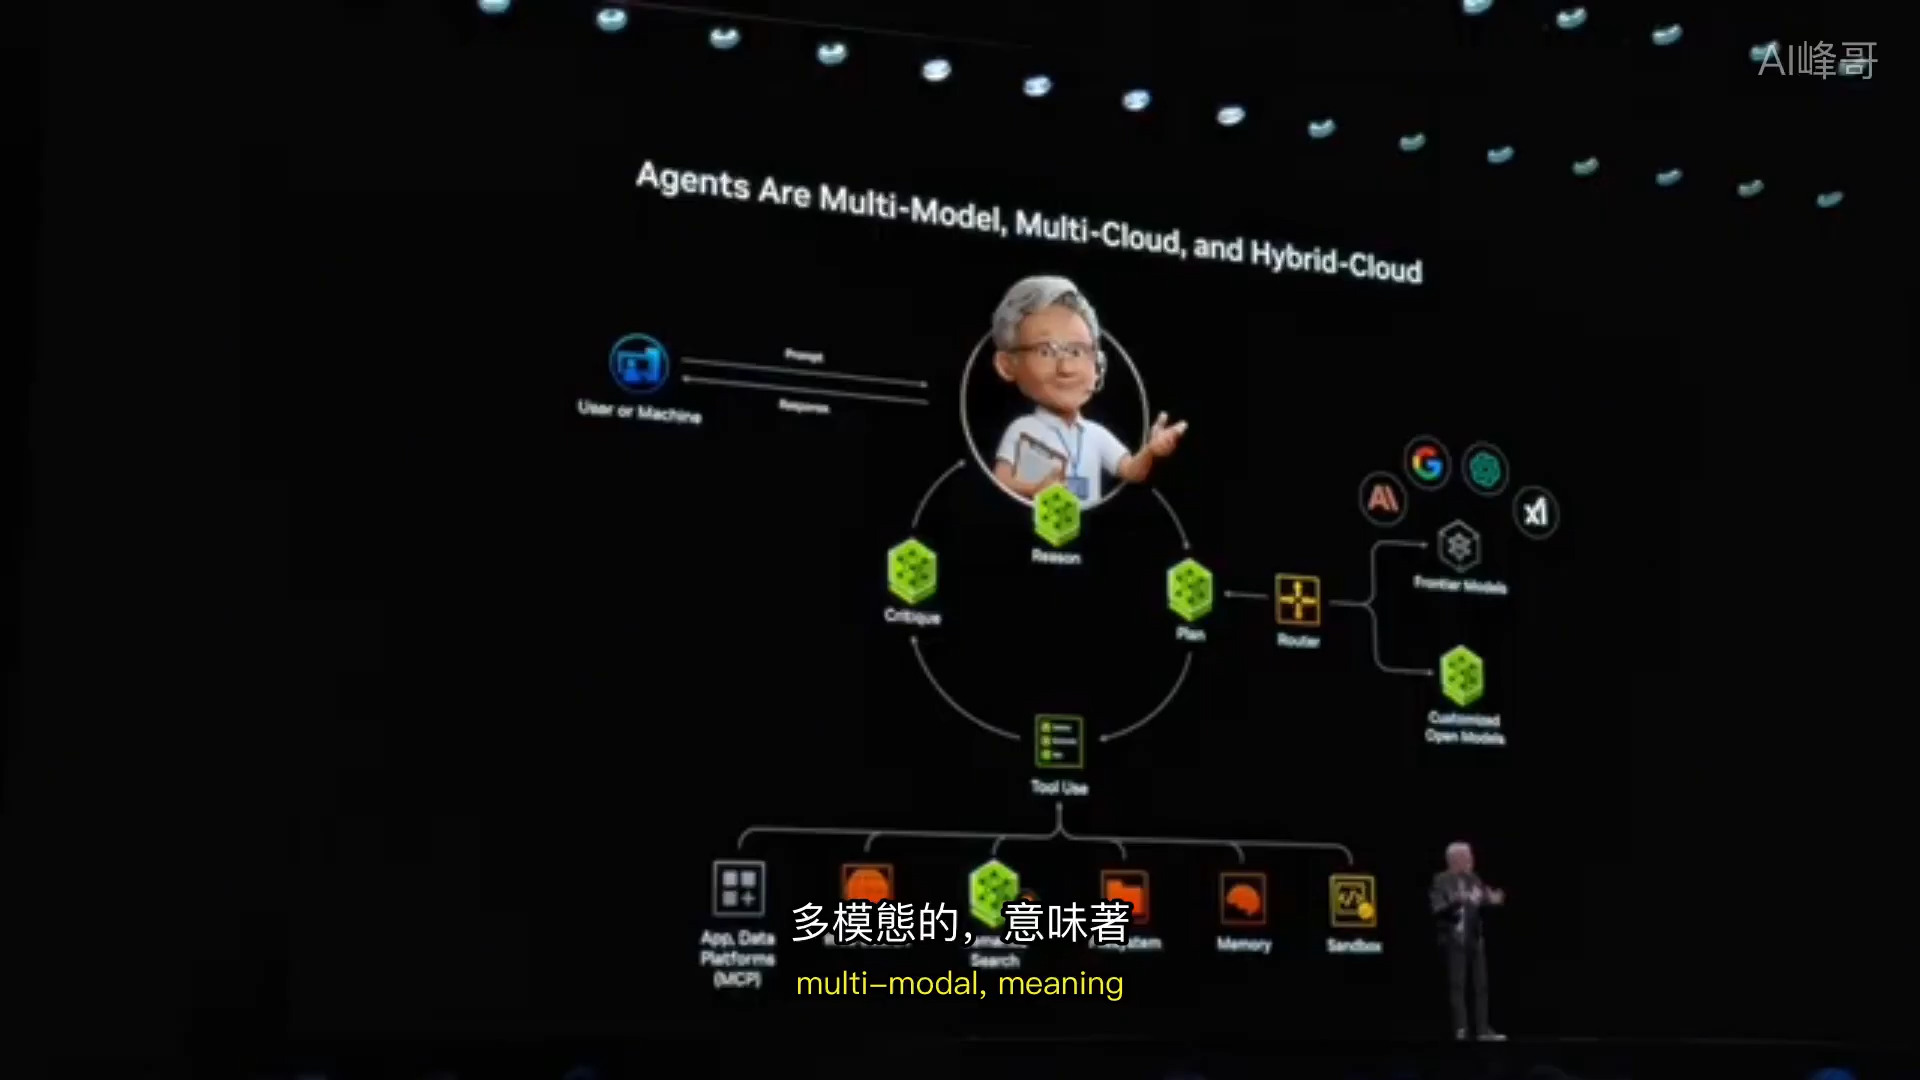 AI峰哥
Agents Are Multi-Model, Multi-Cloud, and Hybrid-Cloud
Prompt
Response
User or Machine
Reason
Critique
Plan
Router
Frontier Models
Customized
Open Models
Tool Use
App, Data
Platforms
(MCP)
Search
Memory
Sandbox
多模態的，意味著
multi-modal, meaning